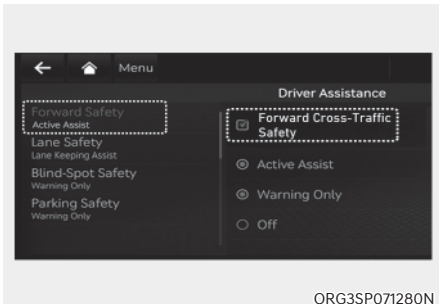 Menu
Driver Assistance
Forward Safety
Active Assist
Lane Safety
Lane Keeping Assist
Blind-Spot Safety
Warning Only
Parking Safety
Warning Only
Forward Cross-Traffic
Safety
Active Assist
Warning Only
Off
ORG3SP071280N